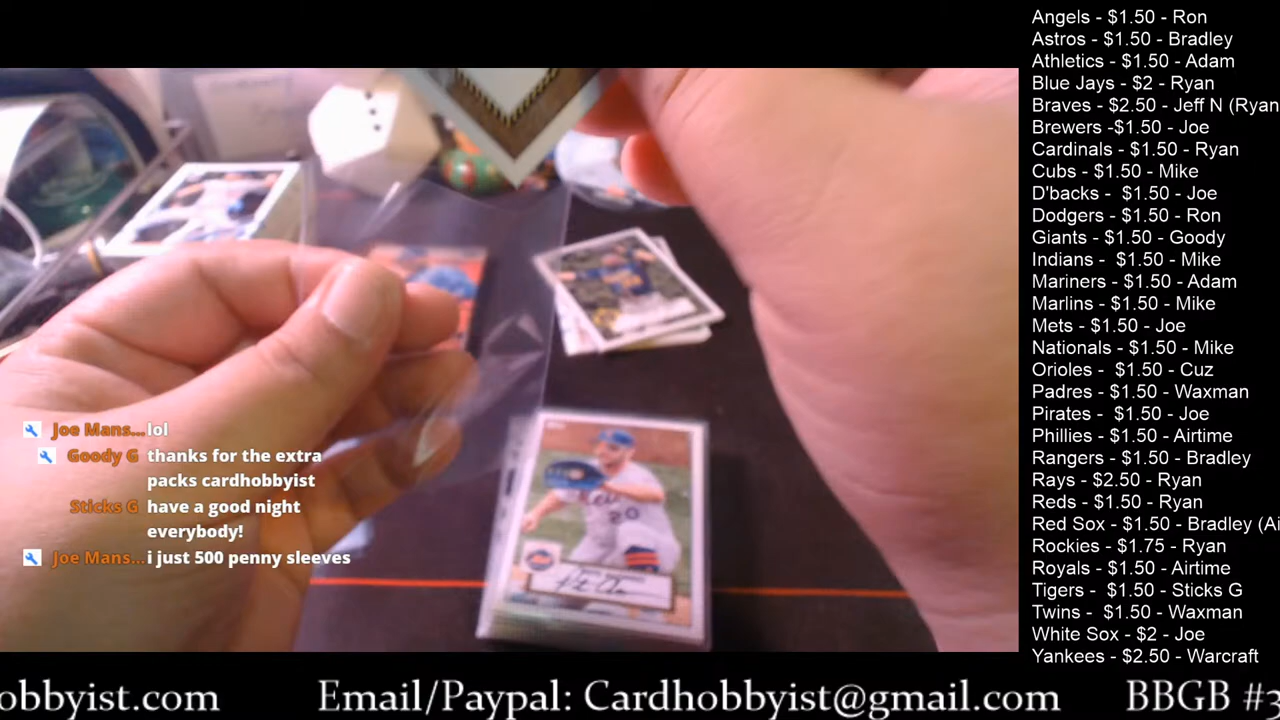 Angels - $1.50 - Ron
Astros - $1.50 - Bradley
Athletics - $1.50 - Adam
Blue Jays - $2 - Ryan
Braves - $2.50 - Jeff N (Ryan
Brewers -$1.50 - Joe
Cardinals - $1.50 - Ryan
Cubs - $1.50 - Mike
D'backs -  $1.50 - Joe
Dodgers - $1.50 - Ron
Giants - $1.50 - Goody
Indians -  $1.50 - Mike
Mariners - $1.50 - Adam
Marlins - $1.50 - Mike
Mets - $1.50 - Joe
Nationals - $1.50 - Mike
Orioles -  $1.50 - Cuz
Padres - $1.50 - Waxman
Pirates -  $1.50 - Joe
Phillies - $1.50 - Airtime
Rangers - $1.50 - Bradley
Rays - $2.50 - Ryan
Reds - $1.50 - Ryan
Red Sox - $1.50 - Bradley (Ai
Rockies - $1.75 - Ryan
Royals - $1.50 - Airtime
Tigers -  $1.50 - Sticks G
Twins -  $1.50 - Waxman
White Sox - $2 - Joe
Yankees - $2.50 - Warcraft
Joe Mans... lol
Goody G thanks for the extra
packs cardhobbyist
Sticks G have a good night
everybody!
Joe Mans... i just 500 penny sleeves
20
obbyist.com Email/Paypal: Cardhobbyist@gmail.com BBGB #3